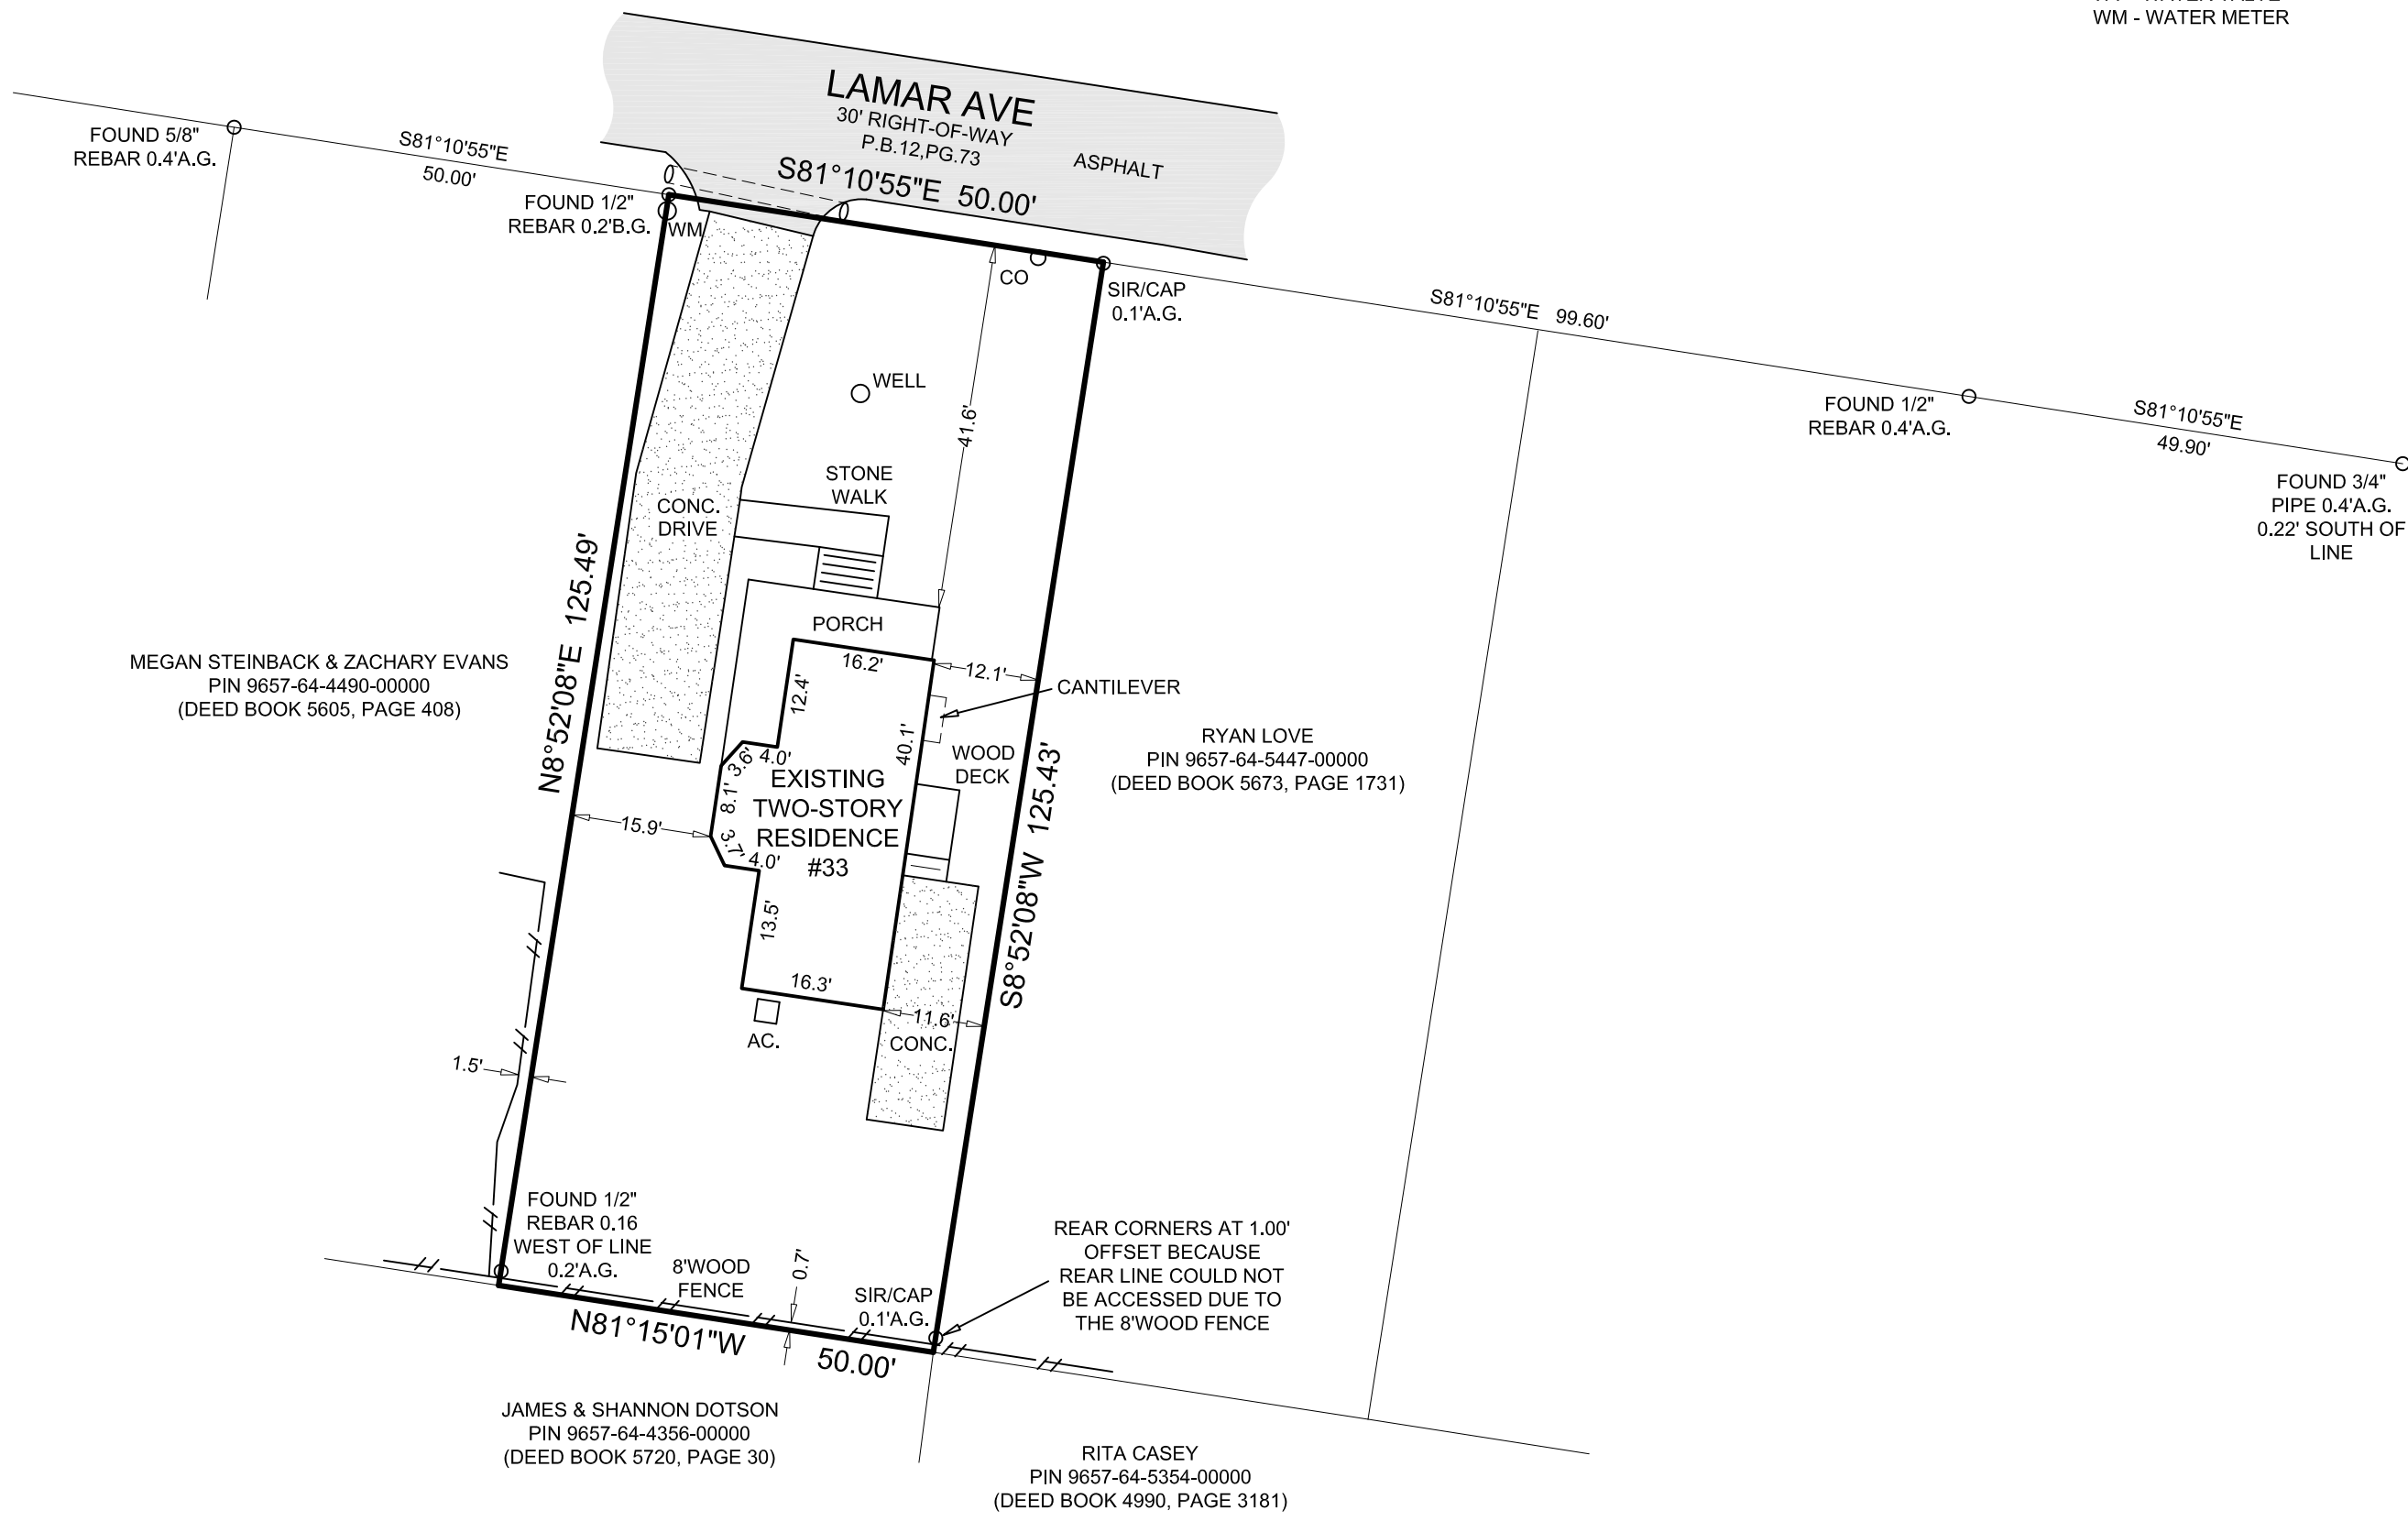 WM - WATER METER
LAMAR AVE
30' RIGHT-OF-WAY
P.B.12,PG.73
ASPHALT
S81°10'55"E 50.00'
FOUND 5/8"
REBAR 0.4'A.G.
S81°10'55"E
50.00'
FOUND 1/2"
REBAR 0.2'B.G.
WM
CO
SIR/CAP
0.1'A.G.
S81°10'55"E 99.60'
FOUND 1/2"
REBAR 0.4'A.G.
S81°10'55"E
49.90'
FOUND 3/4"
PIPE 0.4'A.G.
0.22' SOUTH OF
LINE
WELL
41.6'
STONE
WALK
CONC.
DRIVE
N8°52'08"E 125.49'
PORCH
16.2'
12.1'
12.4'
CANTILEVER
MEGAN STEINBACK & ZACHARY EVANS
PIN 9657-64-4490-00000
(DEED BOOK 5605, PAGE 408)
RYAN LOVE
PIN 9657-64-5447-00000
(DEED BOOK 5673, PAGE 1731)
40.1'
WOOD
DECK
3.6'
4.0'
8.1'
EXISTING
TWO-STORY
RESIDENCE
#33
15.9'
3.7'
4.0'
S8°52'08"W 125.43'
13.5'
16.3'
11.6'
AC.
CONC.
1.5'
FOUND 1/2"
REBAR 0.16
WEST OF LINE
0.2'A.G.
8'WOOD
FENCE
0.7'
SIR/CAP
0.1'A.G.
REAR CORNERS AT 1.00'
OFFSET BECAUSE
REAR LINE COULD NOT
BE ACCESSED DUE TO
THE 8'WOOD FENCE
N81°15'01"W
50.00'
JAMES & SHANNON DOTSON
PIN 9657-64-4356-00000
(DEED BOOK 5720, PAGE 30)
RITA CASEY
PIN 9657-64-5354-00000
(DEED BOOK 4990, PAGE 3181)